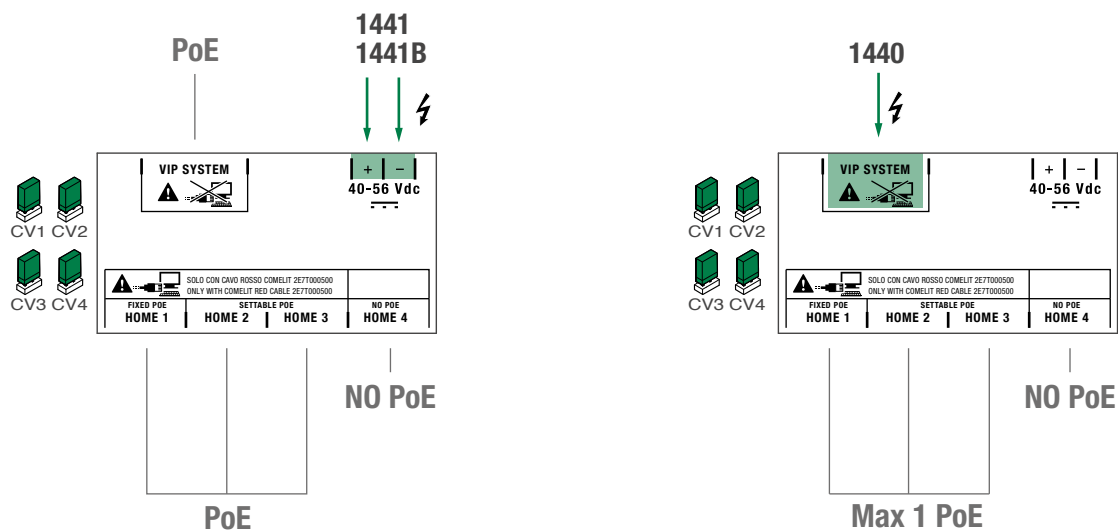 PoE
1441
1441B
VIP SYSTEM
+ -
40-56 Vdc
CV1 CV2
CV3 CV4
SOLO CON CAVO ROSSO COMELIT 2E7T000500
ONLY WITH COMELIT RED CABLE 2E7T000500
FIXED POE SETTABLE POE NO POE
HOME 1 HOME 2 HOME 3 HOME 4
NO PoE
PoE
1440
VIP SYSTEM
+ -
40-56 Vdc
CV1 CV2
CV3 CV4
SOLO CON CAVO ROSSO COMELIT 2E7T000500
ONLY WITH COMELIT RED CABLE 2E7T000500
FIXED POE SETTABLE POE NO POE
HOME 1 HOME 2 HOME 3 HOME 4
NO PoE
Max 1 PoE